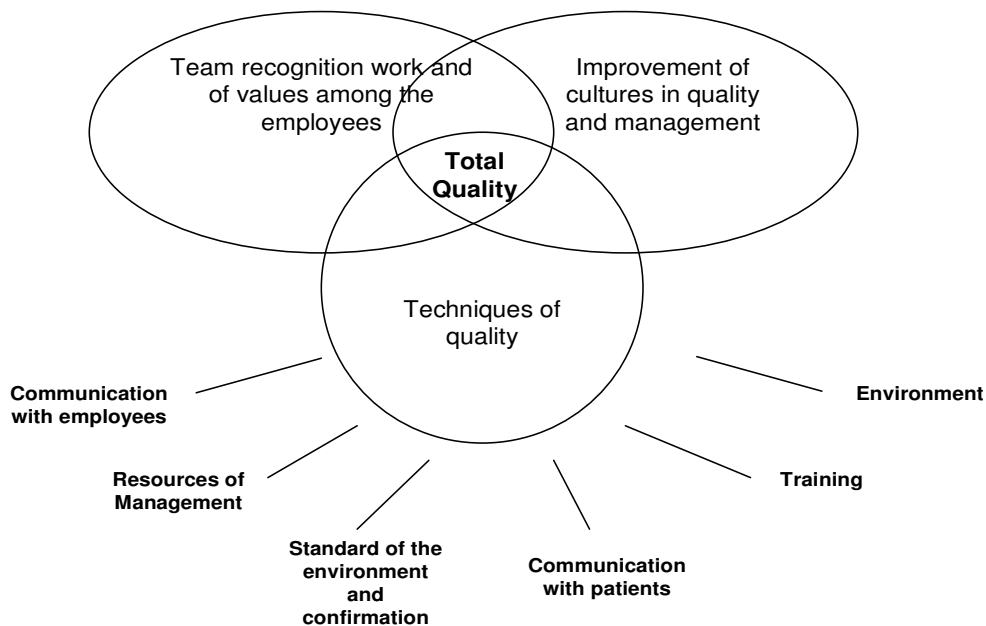 Team recognition work and
of values among the
employees
Improvement of
cultures in quality
and management
Total
Quality
Techniques of
quality
Communication
with employees
Environment
Resources of
Management
Training
Standard of the
environment
and
confirmation
Communication
with patients